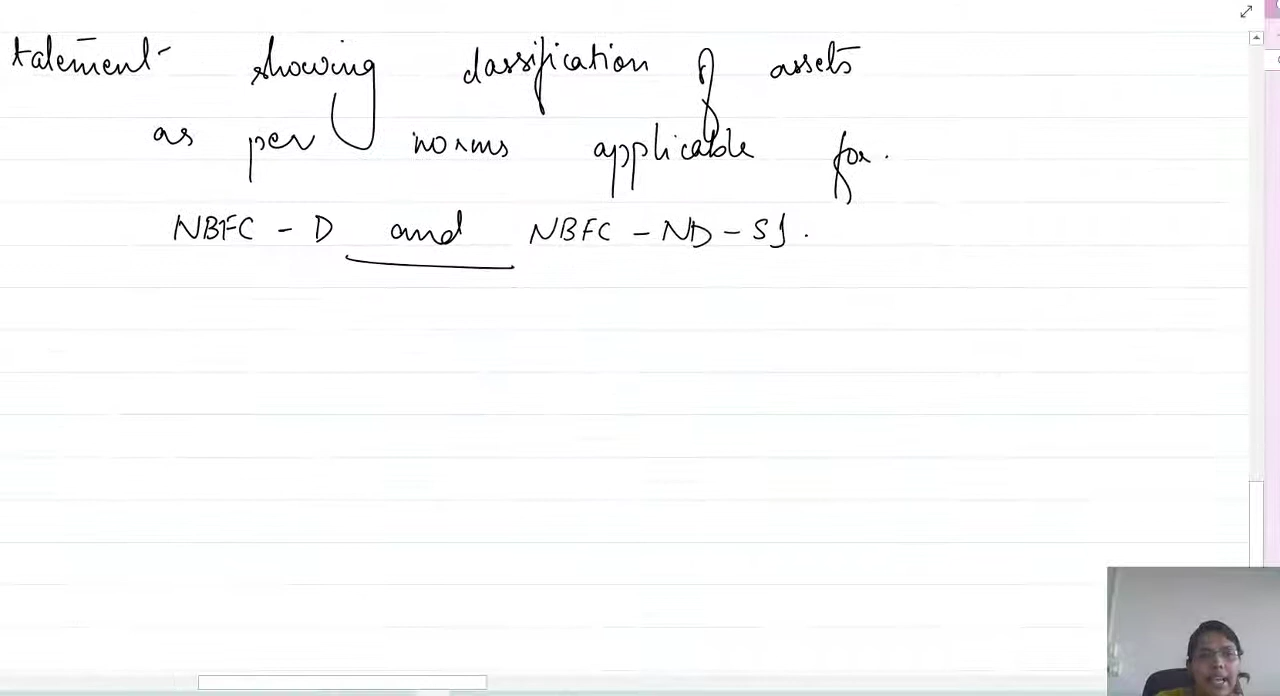 tatement showing classification of assets
as per norms applicable for.
NBFC - D and NBFC - ND - SI.